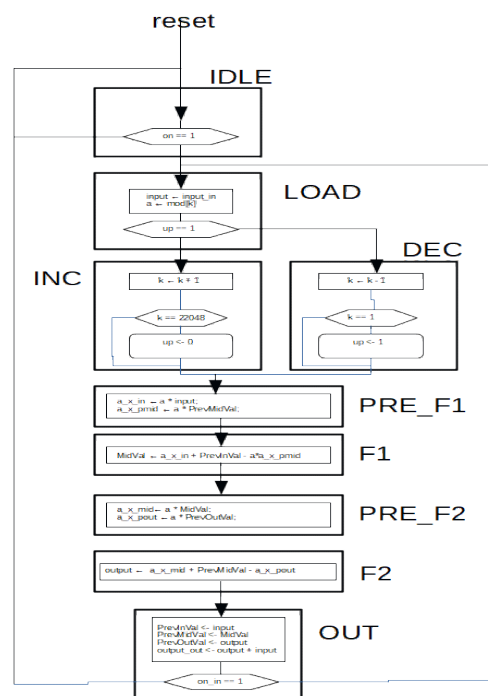 reset
IDLE
on == 1
LOAD
input ← input_in
a ← mod[k]
up == 1
INC
DEC
k ← k + 1
k ← k - 1
k == 22048
k == 1
up <- 0
up <- 1
PRE_F1
a_x_in ← a * input;
a_x_pmid ← a * PrevMidVal;
F1
MidVal ← a_x_in + PrevInVal - a*a_x_pmid
PRE_F2
a_x_mid← a * MidVal;
a_x_pout ← a * PrevOutVal;
F2
output ← a_x_mid + PrevMidVal - a_x_pout
OUT
PrevInVal <- input
PrevMidVal <- MidVal
PrevOutVal <- output
output_out <- output + input
on_in == 1